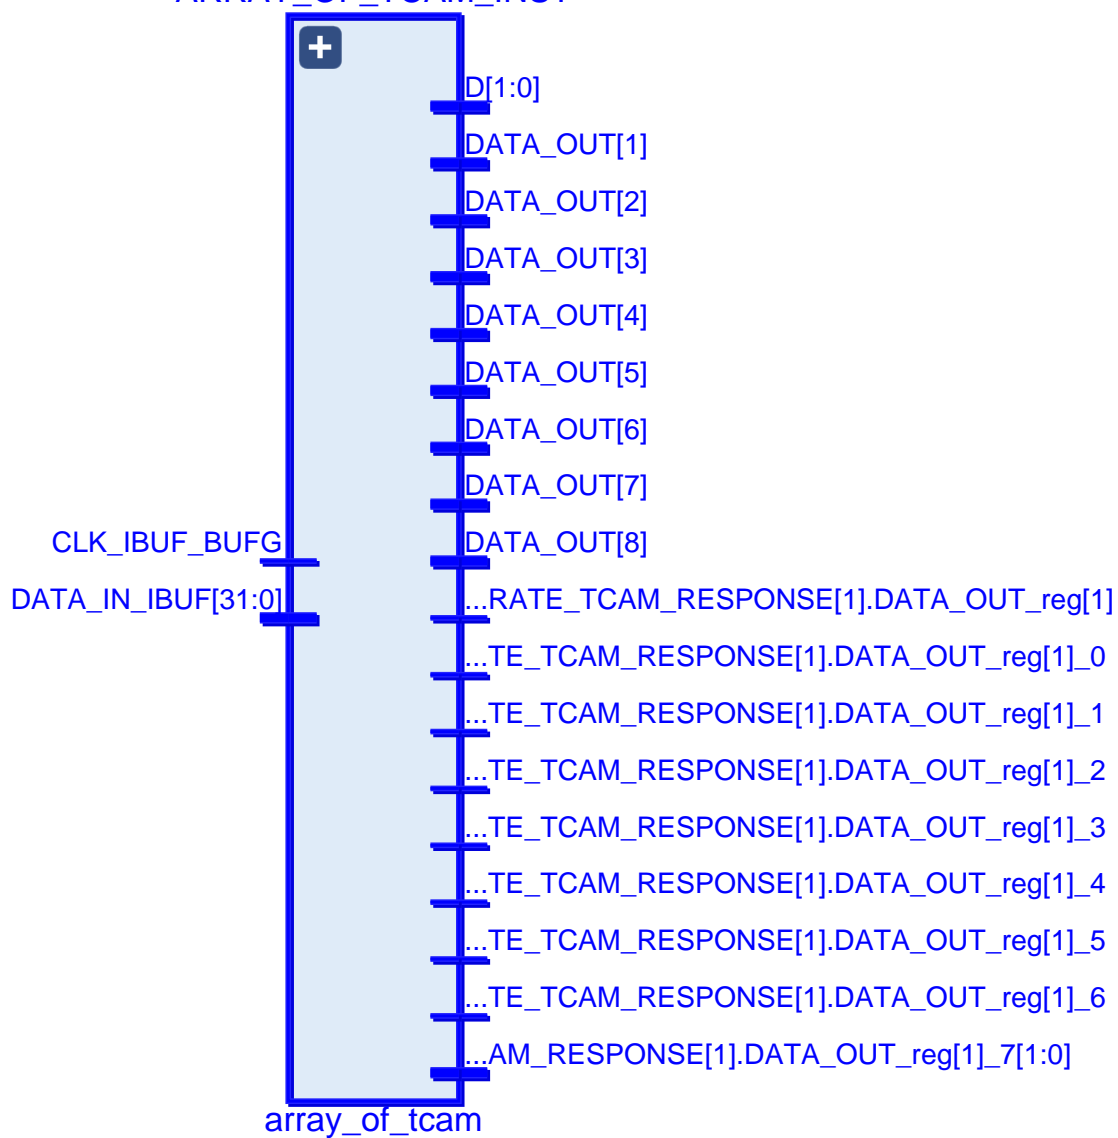 D[1:0]
DATA_OUT[1]
DATA_OUT[2]
DATA_OUT[3]
DATA_OUT[4]
DATA_OUT[5]
DATA_OUT[6]
DATA_OUT[7]
CLK_IBUF_BUFG
DATA_OUT[8]
DATA_IN_IBUF[31:0]
...RATE_TCAM_RESPONSE[1].DATA_OUT_reg[1]
...TE_TCAM_RESPONSE[1].DATA_OUT_reg[1]_0
...TE_TCAM_RESPONSE[1].DATA_OUT_reg[1]_1
...TE_TCAM_RESPONSE[1].DATA_OUT_reg[1]_2
...TE_TCAM_RESPONSE[1].DATA_OUT_reg[1]_3
...TE_TCAM_RESPONSE[1].DATA_OUT_reg[1]_4
...TE_TCAM_RESPONSE[1].DATA_OUT_reg[1]_5
...TE_TCAM_RESPONSE[1].DATA_OUT_reg[1]_6
...AM_RESPONSE[1].DATA_OUT_reg[1]_7[1:0]
array_of_tcam